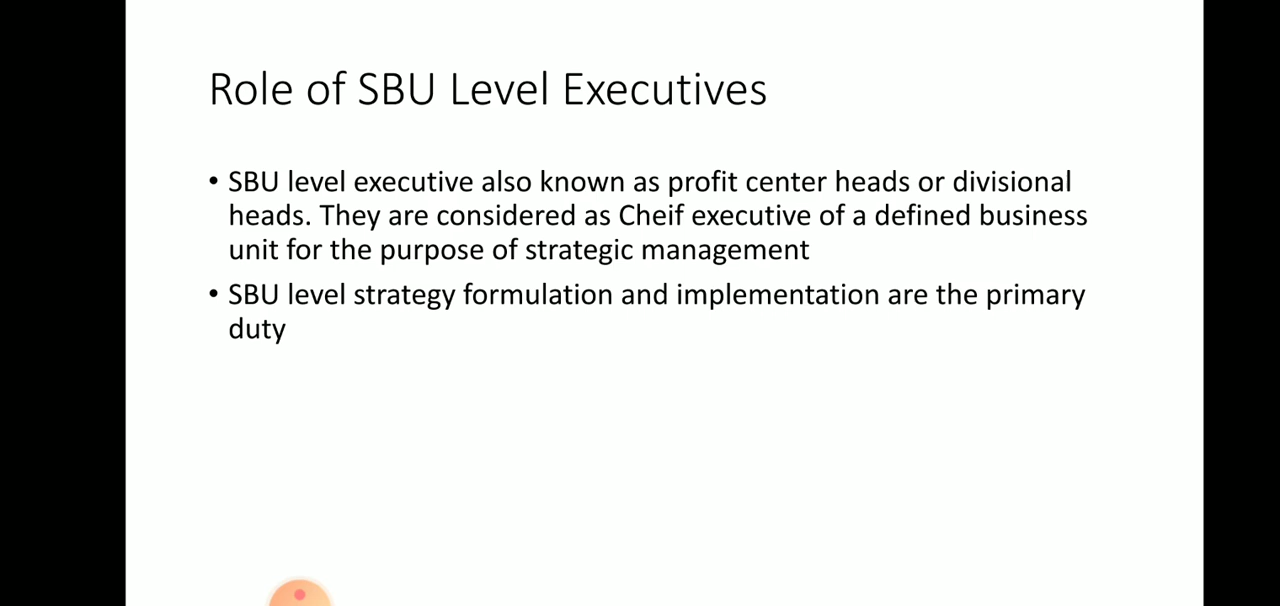 Role of SBU Level Executives
• SBU level executive also known as profit center heads or divisional
heads. They are considered as Cheif executive of a defined business
unit for the purpose of strategic management
• SBU level strategy formulation and implementation are the primary
duty